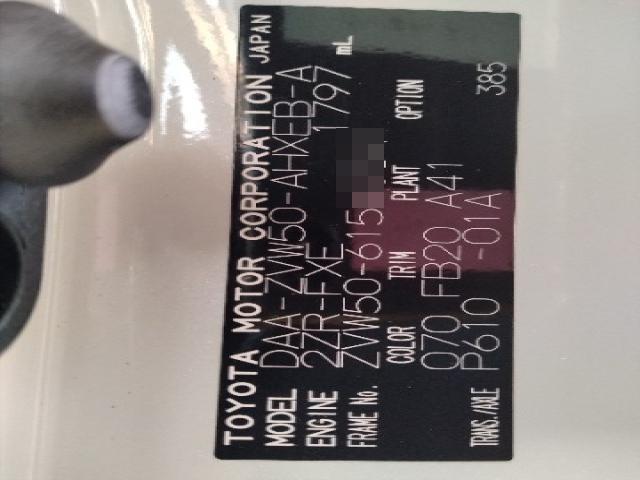 TOYOTA MOTOR CORPORATION JAPAN
MODEL DAA-ZVW50-AHXEB-A
ENGINE 2ZR-FXE 1797 mL
FRAME No. ZVW50-615
COLOR TRIM PLANT OPTION
070 FB20 A41
TRANS./AXLE P610 -01A 385